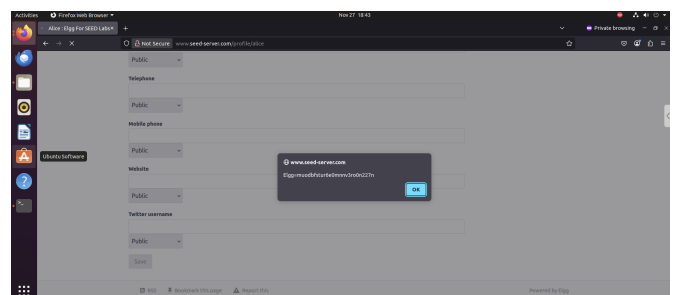 Activities
Firefox Web Browser
Nov 27 18:43
Alice : Elgg For SEED Labs
Private browsing
Not Secure
www.seed-server.com/profile/alice
Public
Telephone
Public
Mobile phone
Public
Ubuntu Software
Website
Public
Twitter username
Public
Save
www.seed-server.com
OK
RSS
Bookmark this page
Report this
Powered by Elgg